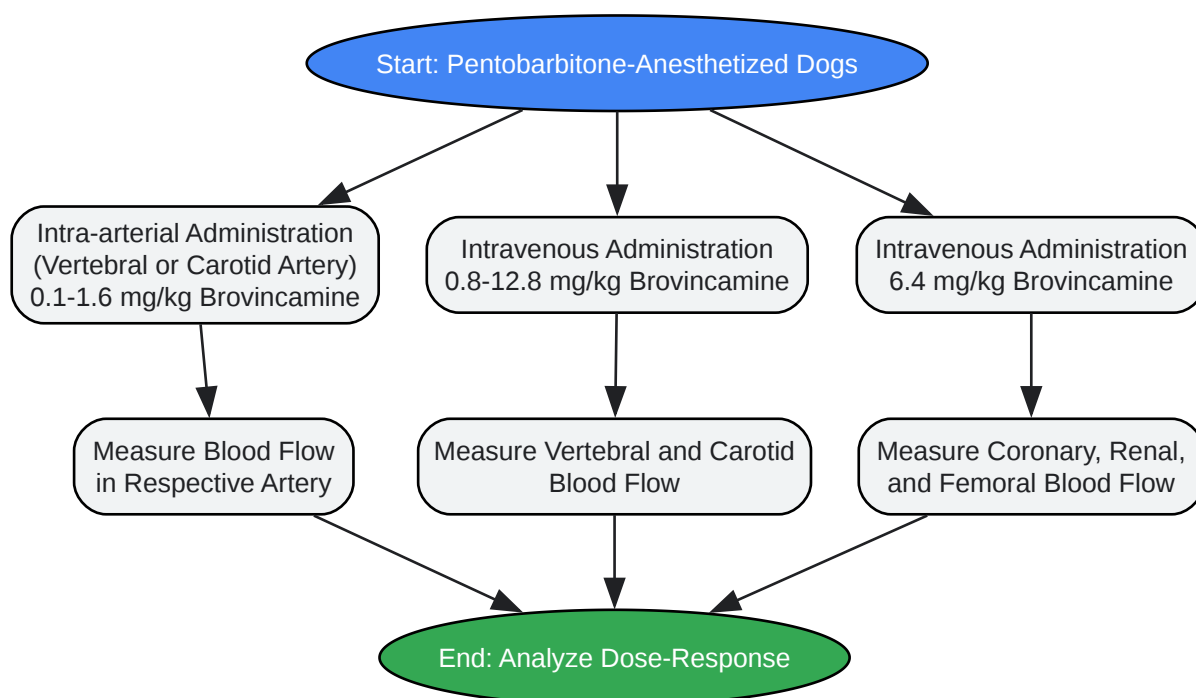 Start: Pentobarbitone-Anesthetized Dogs
Intra-arterial Administration
(Vertebral or Carotid Artery)
0.1-1.6 mg/kg Brovincamine
Intravenous Administration
0.8-12.8 mg/kg Brovincamine
Intravenous Administration
6.4 mg/kg Brovincamine
Measure Blood Flow
in Respective Artery
Measure Vertebral and Carotid
Blood Flow
Measure Coronary, Renal,
and Femoral Blood Flow
End: Analyze Dose-Response